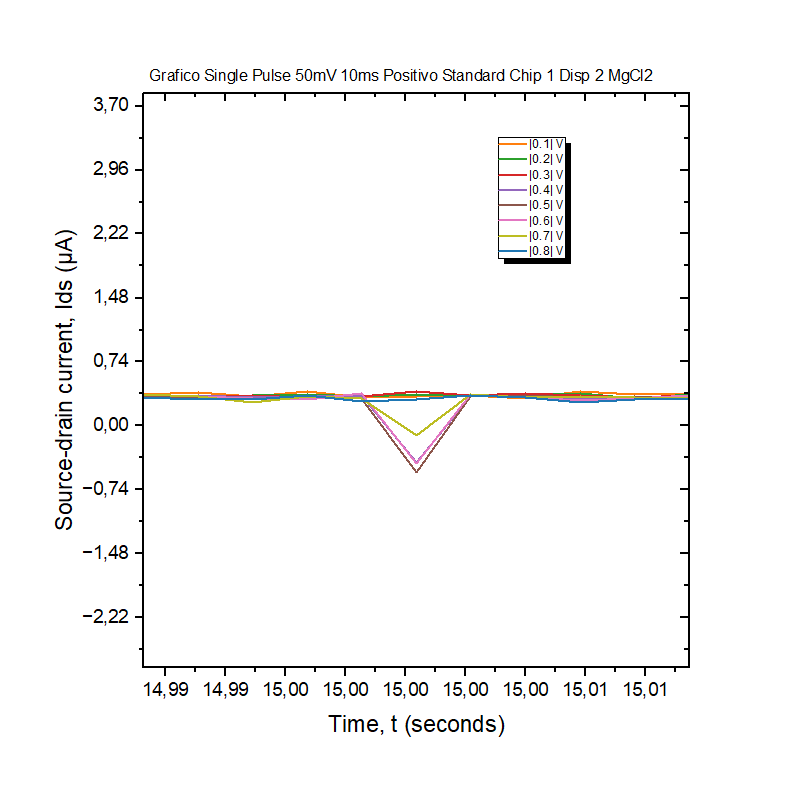 Grafico Single Pulse 50mV 10ms Positivo Standard Chip 1 Disp 2 MgCl2
3,70
2,96
2,22
1,48
0,74
0,00
−0,74
−1,48
−2,22
Source-drain current, Ids (µA)
|0.1| V
|0.2| V
|0.3| V
|0.4| V
|0.5| V
|0.6| V
|0.7| V
|0.8| V
14,99 14,99 15,00 15,00 15,00 15,00 15,00 15,01 15,01
Time, t (seconds)